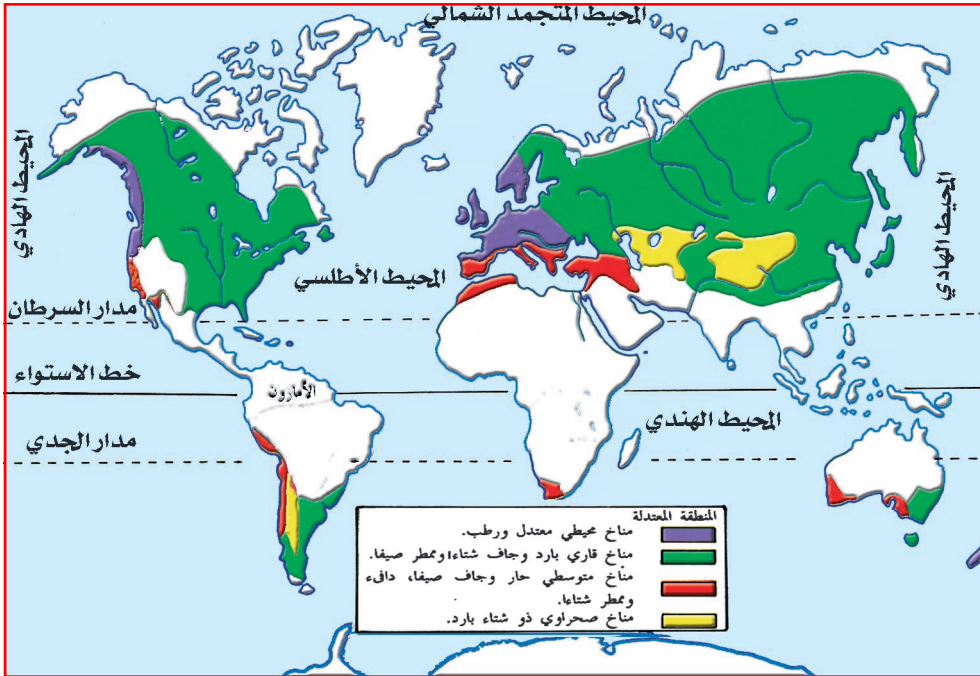 المحيط المتجمد الشمالي
المحيط الهادي
المحيط الهادي
المحيط الأطلسي
مدار السرطان
خط الاستواء
الأمازون
المحيط الهندي
مدار الجدي
المنطقة المعتدلة
مناخ محيطي معتدل ورطب.
مناخ قاري بارد وجاف شتاءا وممطر صيفا.
مناخ متوسطي حار وجاف صيفا، دافىء
وممطر شتاءا.
مناخ صحراوي ذو شتاء بارد.